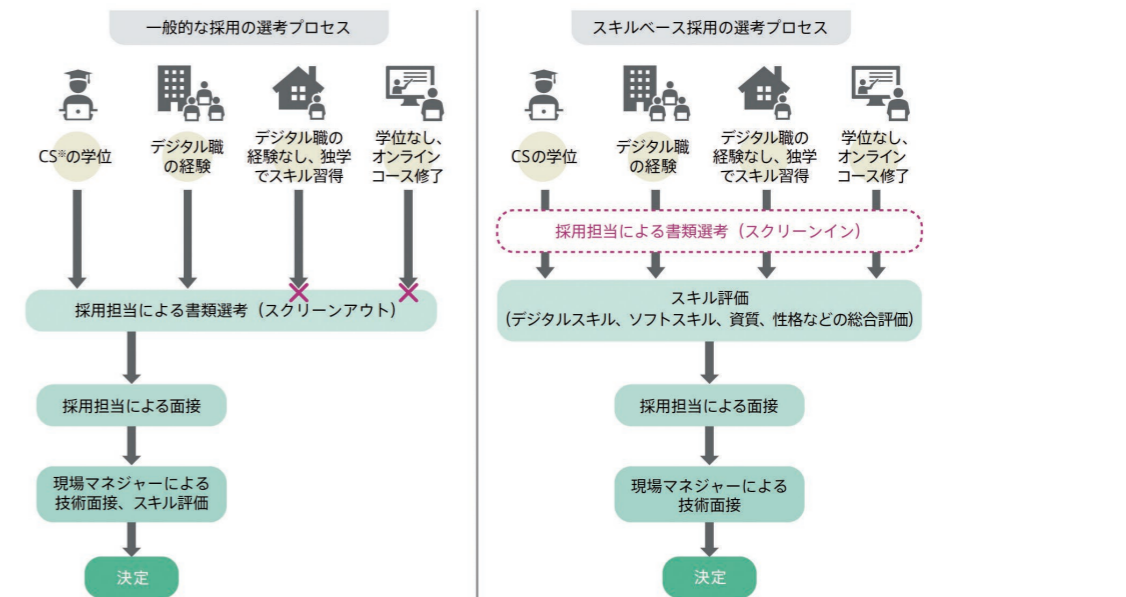 一般的な採用の選考プロセス
CS※の学位
デジタル職
の経験
デジタル職の
経験なし、独学
でスキル習得
学位なし、
オンライン
コース修了
採用担当による書類選考（スクリーンアウト）
採用担当による面接
現場マネジャーによる
技術面接、スキル評価
決定
スキルベース採用の選考プロセス
CSの学位
デジタル職
の経験
デジタル職の
経験なし、独学
でスキル習得
学位なし、
オンライン
コース修了
採用担当による書類選考（スクリーンイン）
スキル評価
(デジタルスキル、ソフトスキル、資質、性格などの総合評価)
採用担当による面接
現場マネジャーによる
技術面接
決定